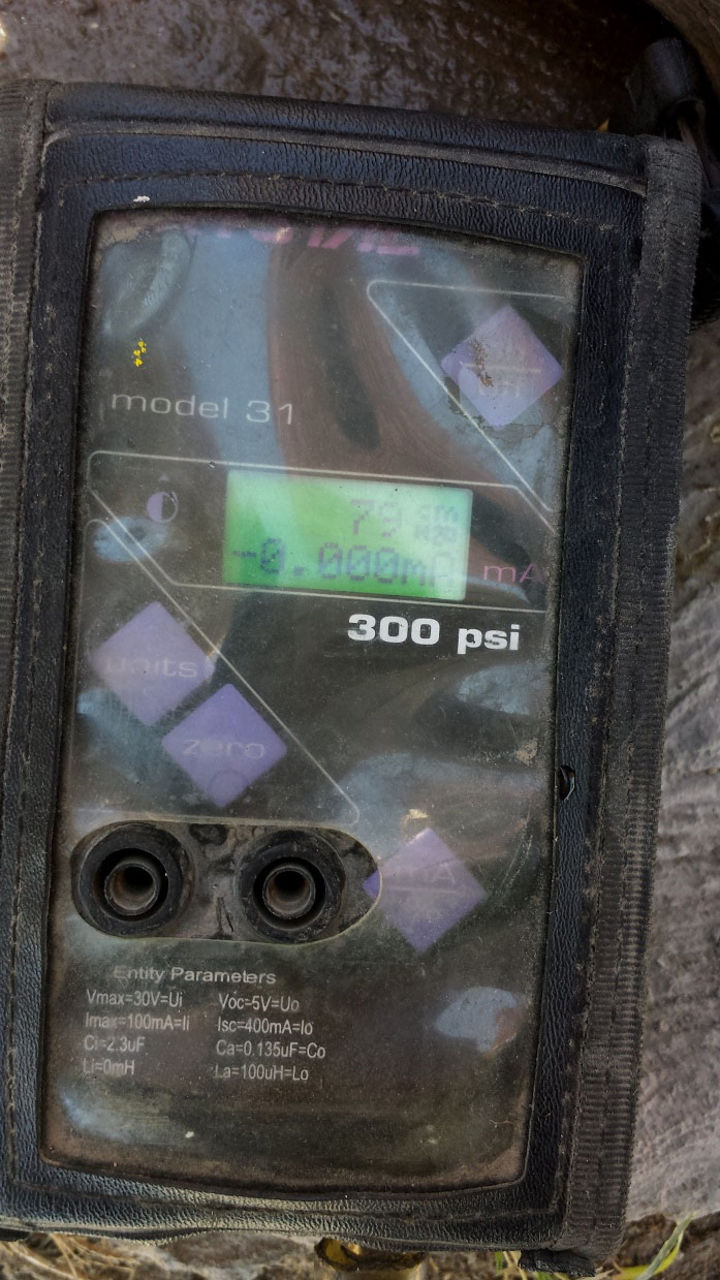 model 31
79 cm H2O
-0.000mA
mA
300 psi
units
zero
mA
Entity Parameters
Vmax=30V=Ui Voc=5V=Uo
Imax=100mA=Ii Isc=400mA=Io
Ci=2.3uF Ca=0.135uF=Co
Li=0mH La=100uH=Lo